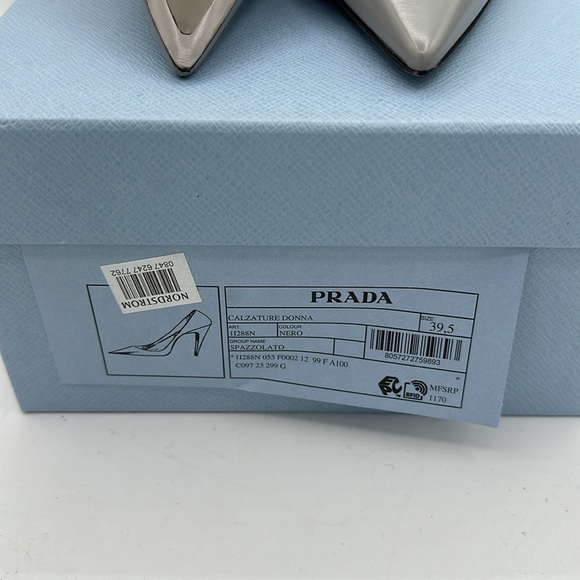 NORDSTROM
0847 6247 7762
PRADA
CALZATURE DONNA
SIZE
39,5
ART.
1I288N
COLOUR
NERO
GROUP NAME
SPAZZOLATO
* 1I288N 055 F0002 12 99 F A100
C097 23 299 G
8057272759893
EPC
RFID
MFSRP
1170